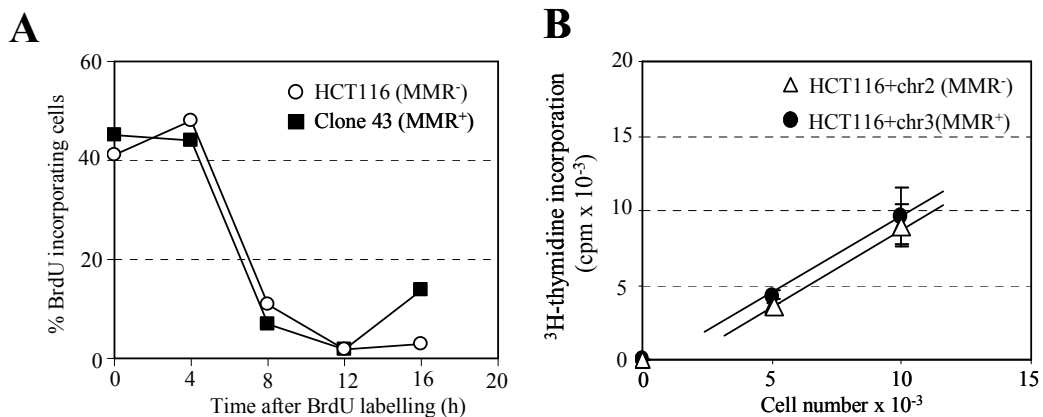 A
60
40
20
0
% BrdU incorporating cells
HCT116 (MMR⁻)
Clone 43 (MMR⁺)
0 4 8 12 16 20
Time after BrdU labelling (h)
B
20
15
10
5
0
³H-thymidine incorporation
(cpm x 10⁻³)
HCT116+chr2 (MMR⁻)
HCT116+chr3(MMR⁺)
0 5 10 15
Cell number x 10⁻³